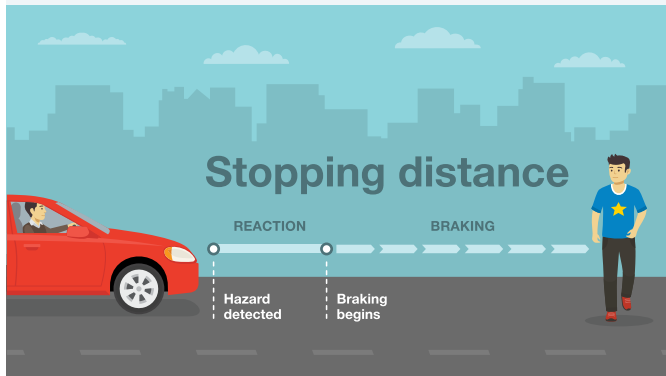 Stopping distance
REACTION
BRAKING
Hazard
detected
Braking
begins